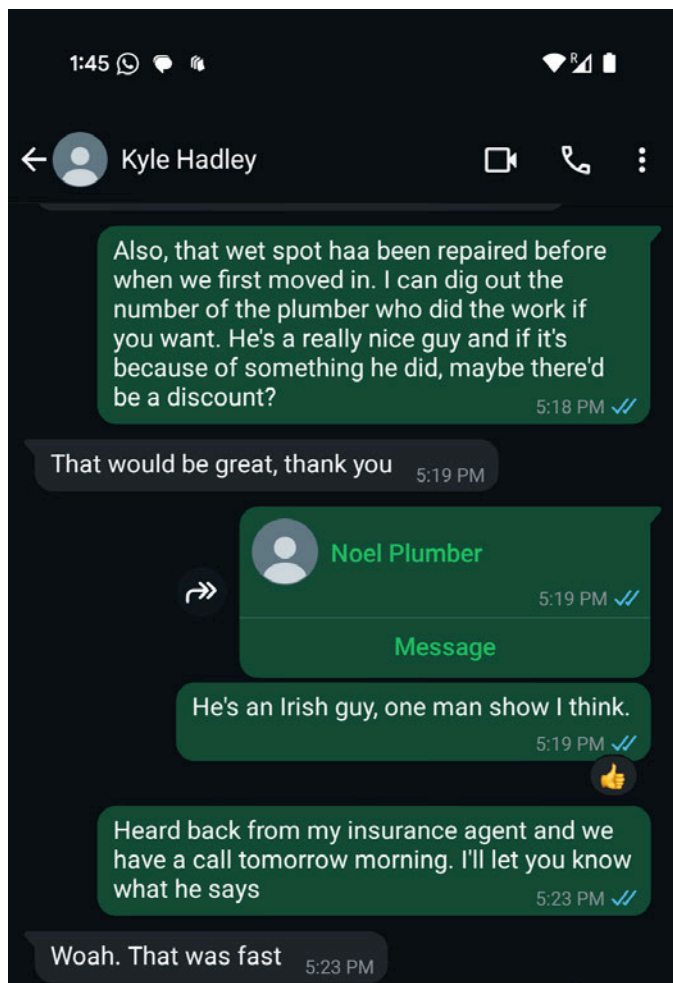 1:45
R
Kyle Hadley
Also, that wet spot haa been repaired before
when we first moved in. I can dig out the
number of the plumber who did the work if
you want. He's a really nice guy and if it's
because of something he did, maybe there'd
be a discount?
5:18 PM
That would be great, thank you
5:19 PM
Noel Plumber
5:19 PM
Message
He's an Irish guy, one man show I think.
5:19 PM
Heard back from my insurance agent and we
have a call tomorrow morning. I'll let you know
what he says
5:23 PM
Woah. That was fast
5:23 PM